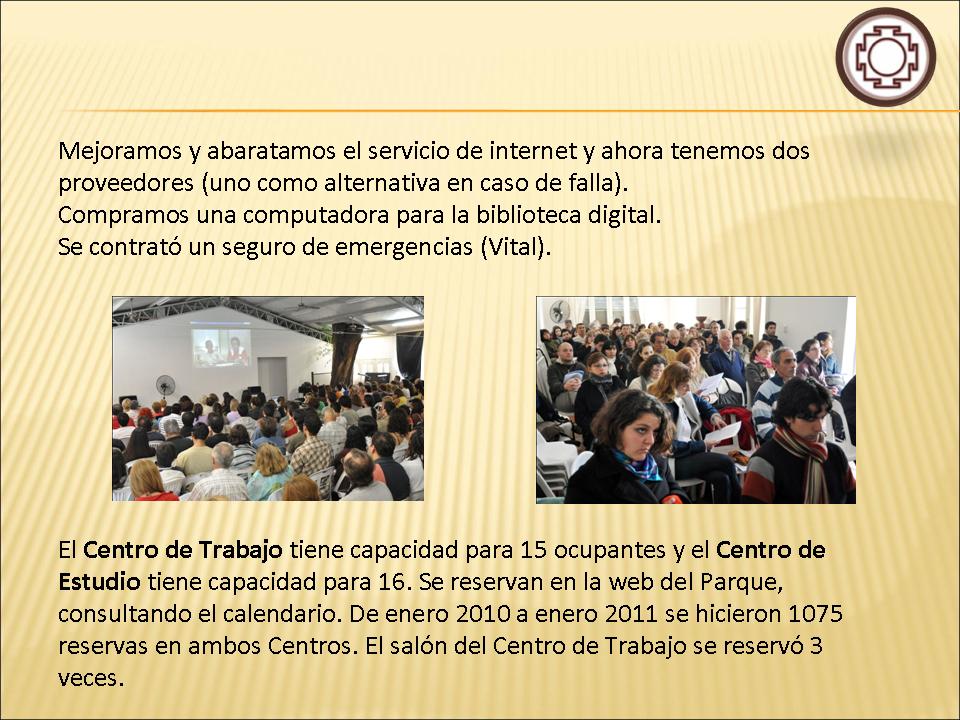 Mejoramos y abaratamos el servicio de internet y ahora tenemos dos
proveedores (uno como alternativa en caso de falla).
Compramos una computadora para la biblioteca digital.
Se contrató un seguro de emergencias (Vital).
El Centro de Trabajo tiene capacidad para 15 ocupantes y el Centro de
Estudio tiene capacidad para 16. Se reservan en la web del Parque,
consultando el calendario. De enero 2010 a enero 2011 se hicieron 1075
reservas en ambos Centros. El salón del Centro de Trabajo se reservó 3
veces.